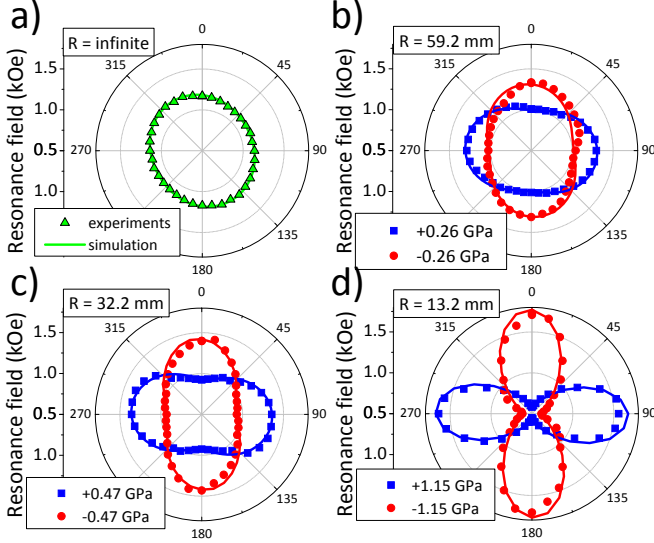 a)
R = infinite
0
45
90
135
180
270
315
Resonance field (kOe)
1.5
1.0
0.5
1.0
experiments
simulation
b)
R = 59.2 mm
0
45
90
135
180
270
315
Resonance field (kOe)
1.5
1.0
0.5
1.0
+0.26 GPa
-0.26 GPa
c)
R = 32.2 mm
0
45
90
135
180
270
315
Resonance field (kOe)
1.5
1.0
0.5
1.0
+0.47 GPa
-0.47 GPa
d)
R = 13.2 mm
0
45
90
135
180
270
315
Resonance field (kOe)
1.5
1.0
0.5
1.0
+1.15 GPa
-1.15 GPa